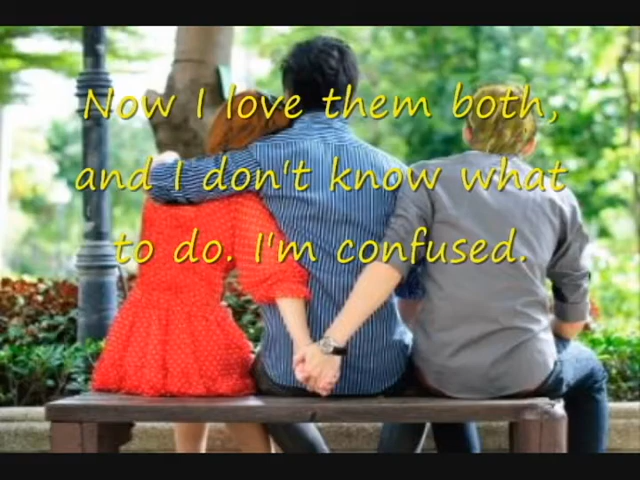 Now I love them both,
and I don't know what
to do. I'm confused.